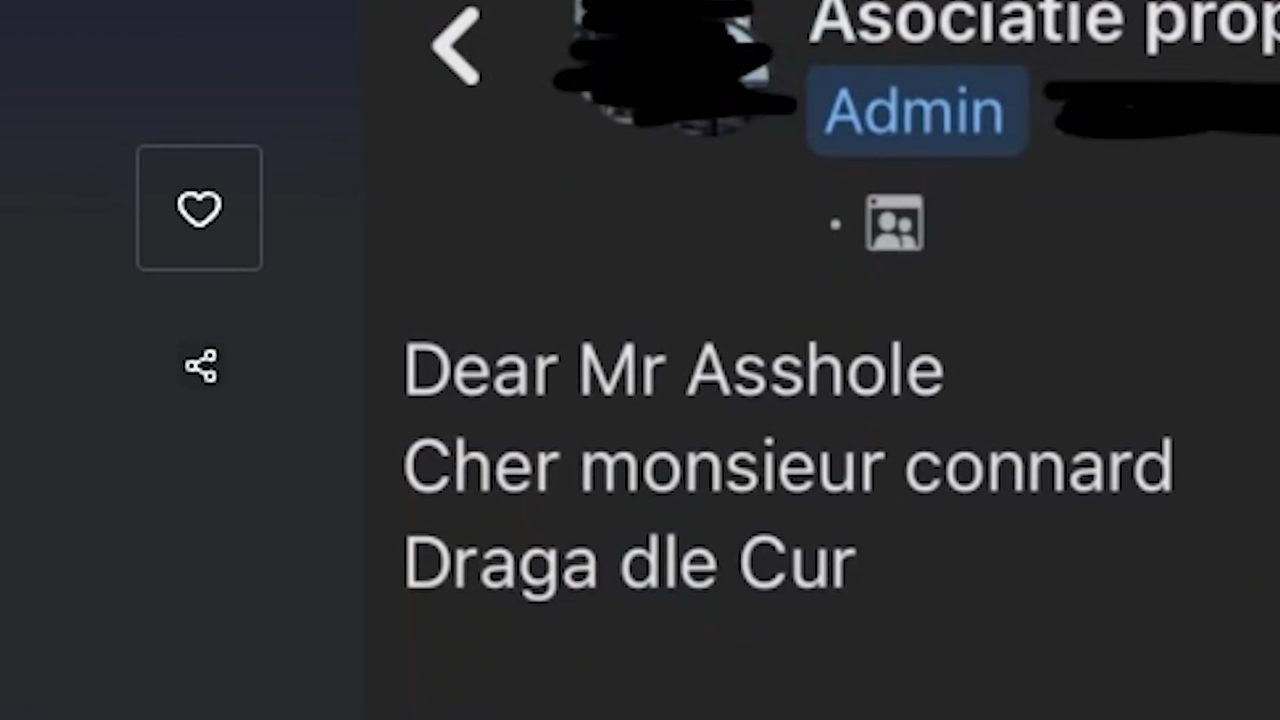 Asociatie prop
Admin
Dear Mr Asshole
Cher monsieur connard
Draga dle Cur